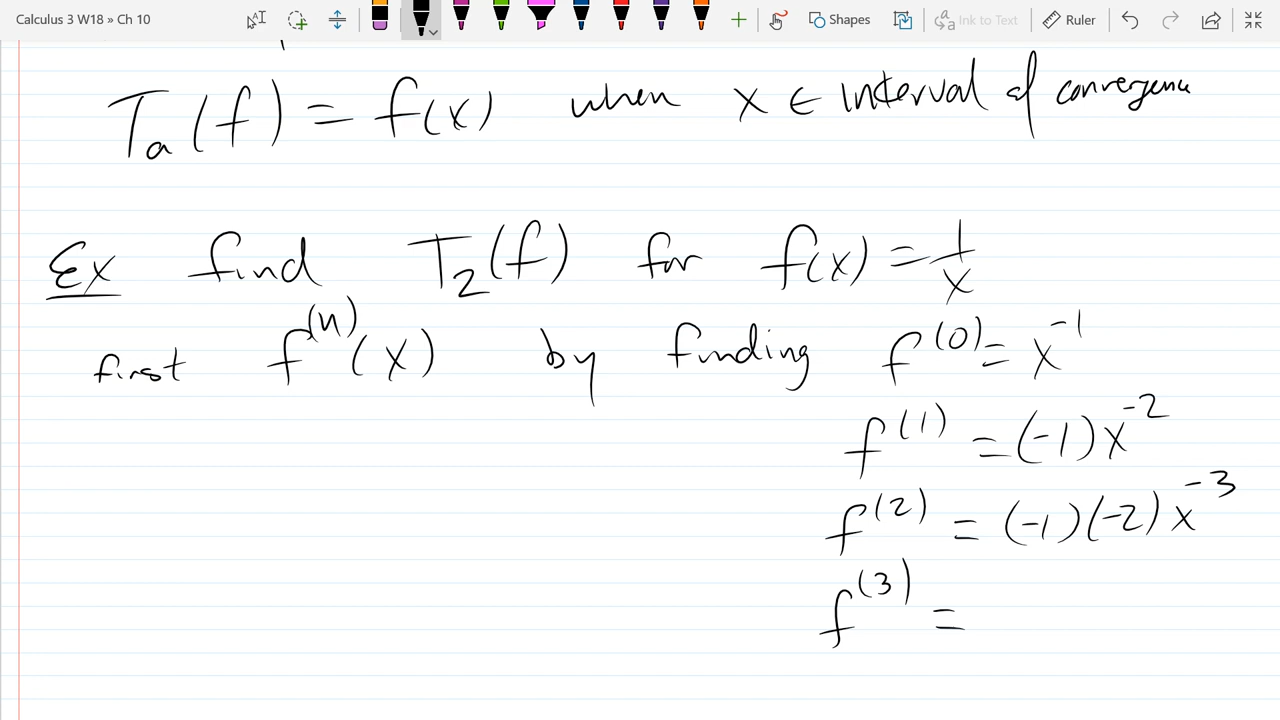 Calculus 3 W18 » Ch 10
Shapes
Ink to Text
Ruler
Tₐ(f) = f(x) when x ∈ interval of convergence
Ex find T₂(f) for f(x) = 1/x
first f⁽ⁿ⁾(x) by finding f⁽⁰⁾ = x⁻¹
f⁽¹⁾ = (-1)x⁻²
f⁽²⁾ = (-1)(-2)x⁻³
f⁽³⁾ =